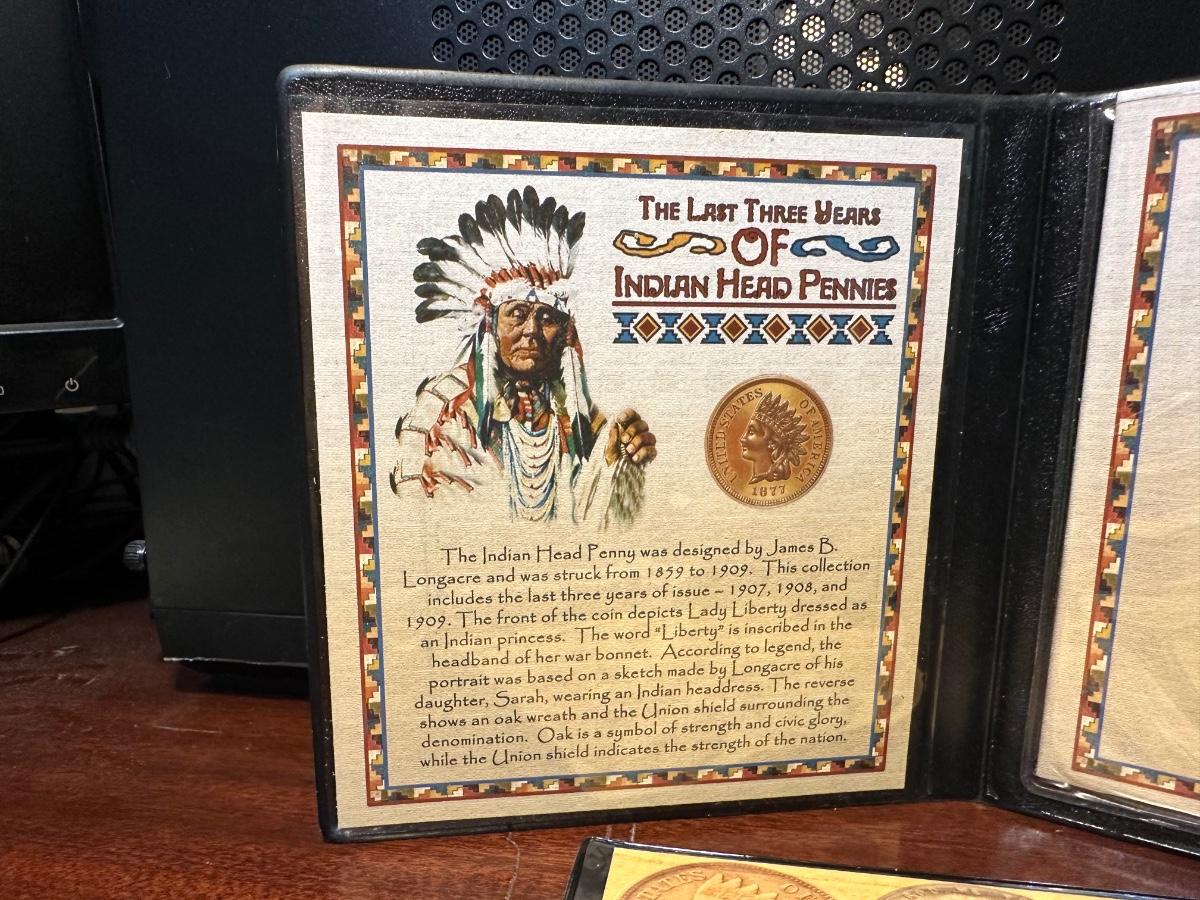 The Last Three Years
OF
Indian Head Pennies
UNITED STATES OF AMERICA
1877
The Indian Head Penny was designed by James B.
Longacre and was struck from 1859 to 1909. This collection
includes the last three years of issue – 1907, 1908, and
1909. The front of the coin depicts Lady Liberty dressed as
an Indian princess. The word "Liberty" is inscribed in the
headband of her war bonnet. According to legend, the
portrait was based on a sketch made by Longacre of his
daughter, Sarah, wearing an Indian headdress. The reverse
shows an oak wreath and the Union shield surrounding the
denomination. Oak is a symbol of strength and civic glory,
while the Union shield indicates the strength of the nation.